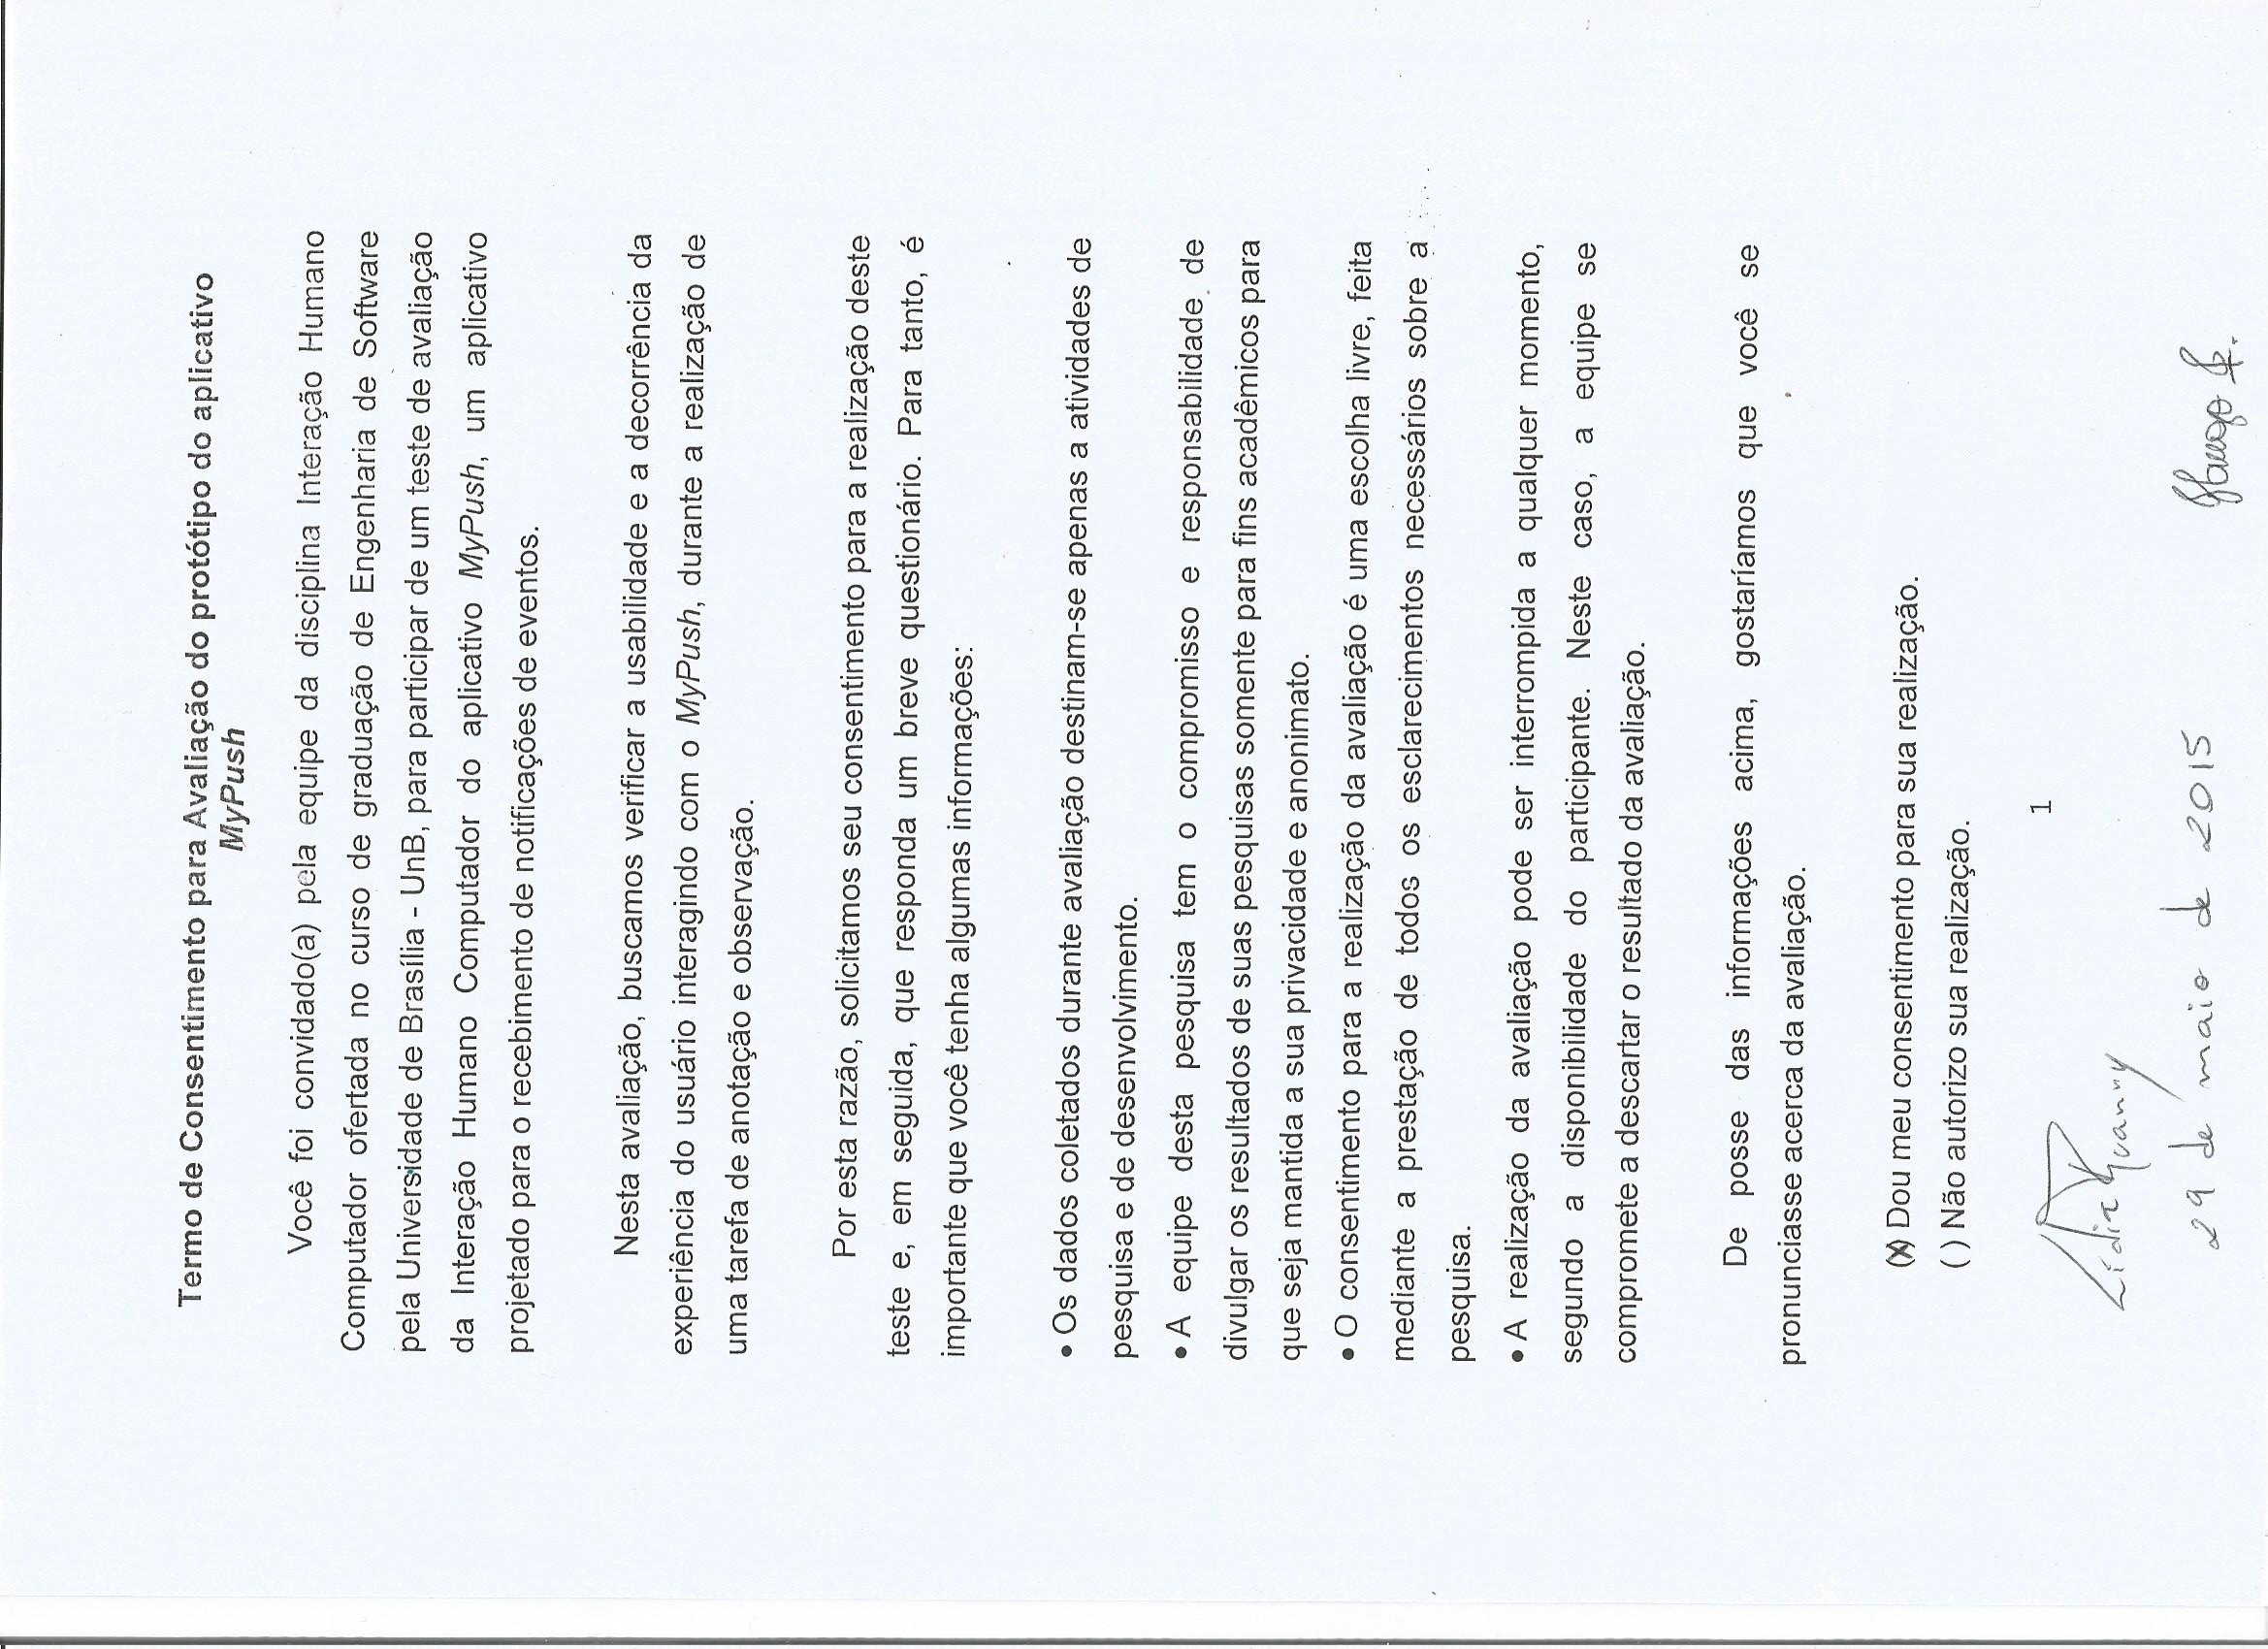 Termo de Consentimento para Avaliação do protótipo do aplicativo
MyPush
Você foi convidado(a) pela equipe da disciplina Interação Humano
Computador ofertada no curso de graduação de Engenharia de Software
pela Universidade de Brasília - UnB, para participar de um teste de avaliação
da Interação Humano Computador do aplicativo MyPush, um aplicativo
projetado para o recebimento de notificações de eventos.
Nesta avaliação, buscamos verificar a usabilidade e a decorrência da
experiência do usuário interagindo com o MyPush, durante a realização de
uma tarefa de anotação e observação.
Por esta razão, solicitamos seu consentimento para a realização deste
teste e, em seguida, que responda um breve questionário. Para tanto, é
importante que você tenha algumas informações:
• Os dados coletados durante avaliação destinam-se apenas a atividades de
pesquisa e de desenvolvimento.
• A equipe desta pesquisa tem o compromisso e responsabilidade de
divulgar os resultados de suas pesquisas somente para fins acadêmicos para
que seja mantida a sua privacidade e anonimato.
• O consentimento para a realização da avaliação é uma escolha livre, feita
mediante a prestação de todos os esclarecimentos necessários sobre a
pesquisa.
• A realização da avaliação pode ser interrompida a qualquer momento,
segundo a disponibilidade do participante. Neste caso, a equipe se
compromete a descartar o resultado da avaliação.
De posse das informações acima, gostaríamos que você se
pronunciasse acerca da avaliação.
(X) Dou meu consentimento para sua realização.
( ) Não autorizo sua realização.
1
Lídia
29 de maio de 2015